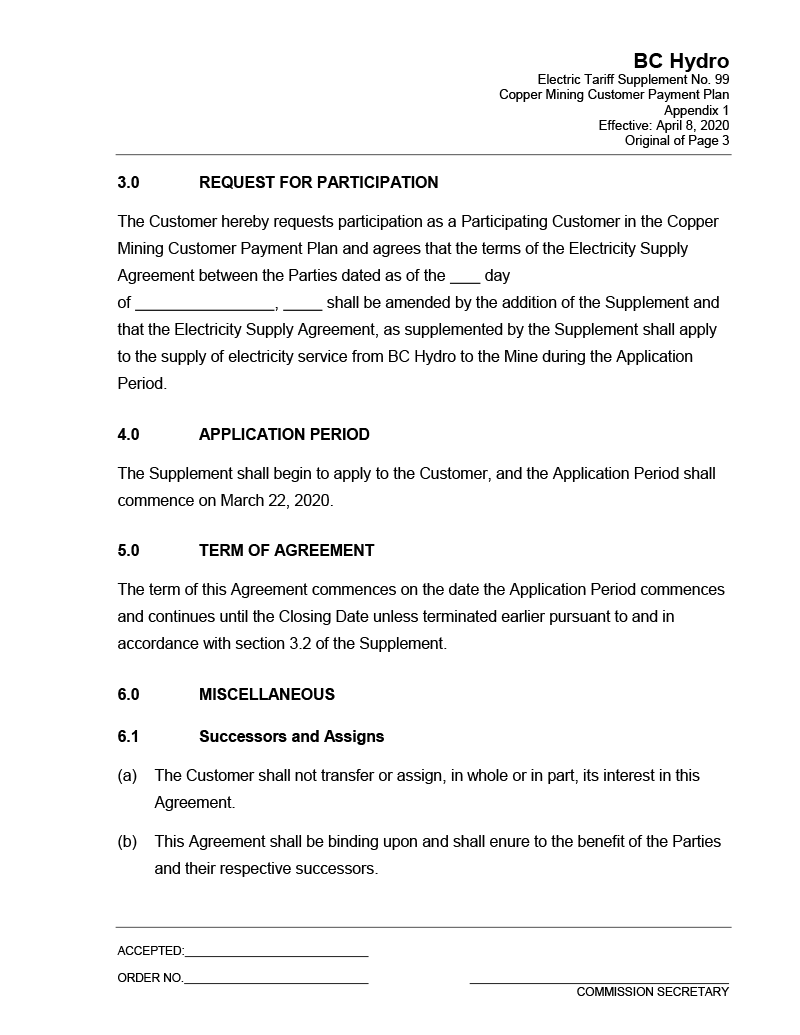 BC Hydro
Electric Tariff Supplement No. 99
Copper Mining Customer Payment Plan
Appendix 1
Effective: April 8, 2020
Original of Page 3
3.0 REQUEST FOR PARTICIPATION
The Customer hereby requests participation as a Participating Customer in the Copper
Mining Customer Payment Plan and agrees that the terms of the Electricity Supply
Agreement between the Parties dated as of the ____ day
of _________________, _____ shall be amended by the addition of the Supplement and
that the Electricity Supply Agreement, as supplemented by the Supplement shall apply
to the supply of electricity service from BC Hydro to the Mine during the Application
Period.
4.0 APPLICATION PERIOD
The Supplement shall begin to apply to the Customer, and the Application Period shall
commence on March 22, 2020.
5.0 TERM OF AGREEMENT
The term of this Agreement commences on the date the Application Period commences
and continues until the Closing Date unless terminated earlier pursuant to and in
accordance with section 3.2 of the Supplement.
6.0 MISCELLANEOUS
6.1 Successors and Assigns
(a) The Customer shall not transfer or assign, in whole or in part, its interest in this
Agreement.
(b) This Agreement shall be binding upon and shall enure to the benefit of the Parties
and their respective successors.
ACCEPTED:____________________________
ORDER NO.____________________________
COMMISSION SECRETARY